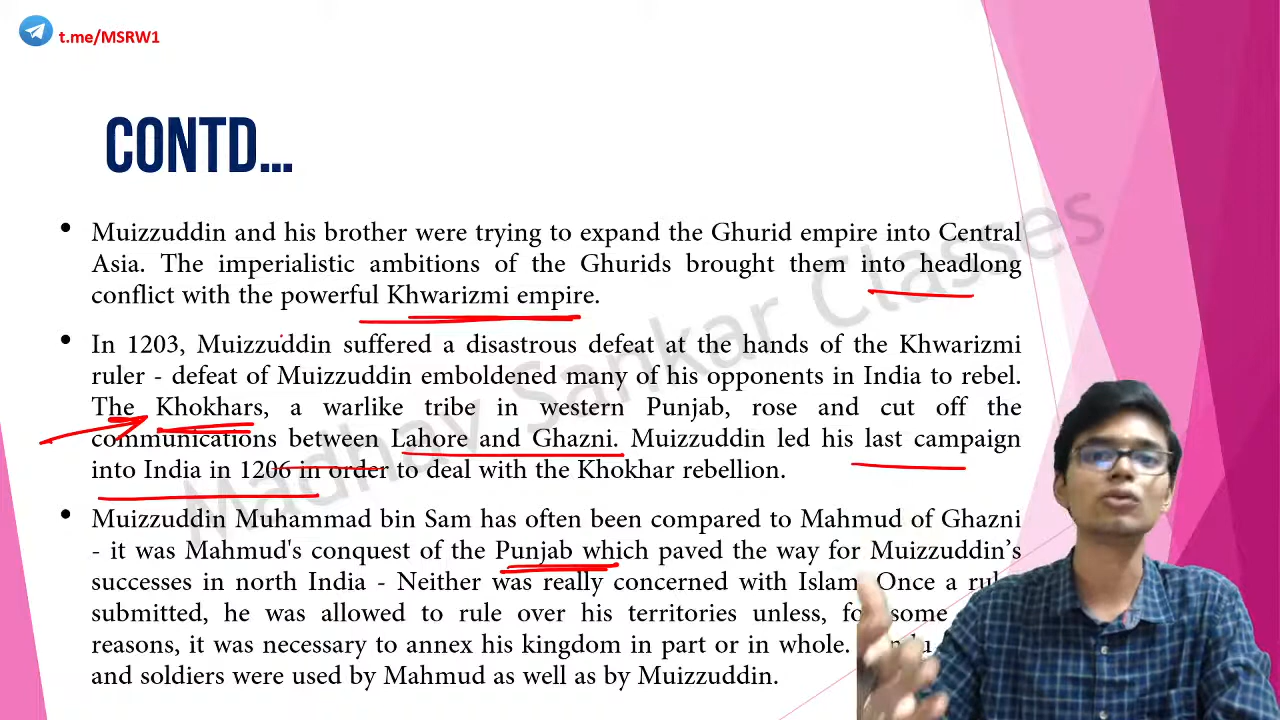 t.me/MSRW1
CONTD...
• Muizzuddin and his brother were trying to expand the Ghurid empire into Central
Asia. The imperialistic ambitions of the Ghurids brought them into headlong
conflict with the powerful Khwarizmi empire.
• In 1203, Muizzuddin suffered a disastrous defeat at the hands of the Khwarizmi
ruler - defeat of Muizzuddin emboldened many of his opponents in India to rebel.
The Khokhars, a warlike tribe in western Punjab, rose and cut off the
communications between Lahore and Ghazni. Muizzuddin led his last campaign
into India in 1206 in order to deal with the Khokhar rebellion.
• Muizzuddin Muhammad bin Sam has often been compared to Mahmud of Ghazni
- it was Mahmud's conquest of the Punjab which paved the way for Muizzuddin’s
successes in north India - Neither was really concerned with Islam. Once a
submitted, he was allowed to rule over his territories unless, some
reasons, it was necessary to annex his kingdom in part or in whole.
and soldiers were used by Mahmud as well as by Muizzuddin.
Madhav Sankar Classes